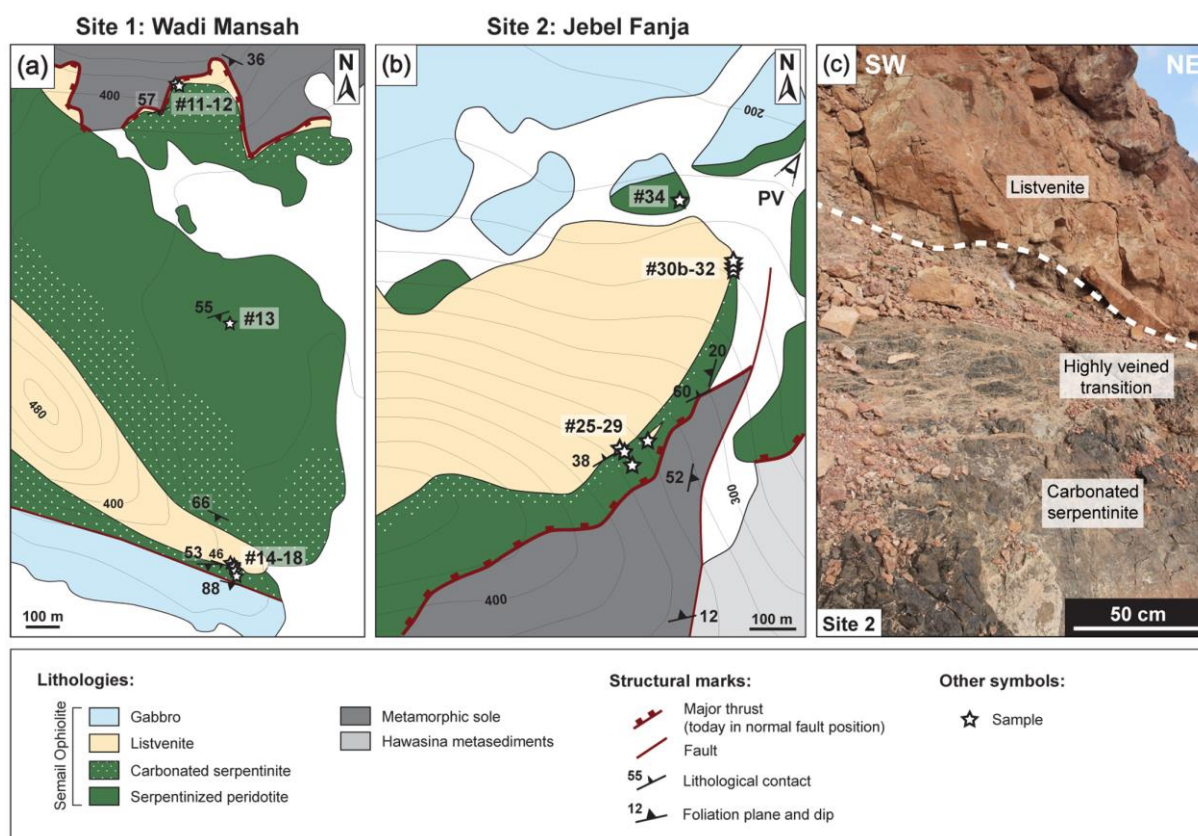 Site 1: Wadi Mansah
Site 2: Jebel Fanja
(a)
N
36
400
57
#11-12
55
#13
480
400
66
53
46
#14-18
88
100 m
(b)
N
200
#34
PV
#30b-32
20
60
#25-29
38
52
300
400
12
100 m
(c)
SW
NE
Listvenite
Highly veined
transition
Carbonated
serpentinite
Site 2
50 cm
Lithologies:
Semail Ophiolite
Gabbro
Listvenite
Carbonated serpentinite
Serpentinized peridotite
Metamorphic sole
Hawasina metasediments
Structural marks:
Major thrust
(today in normal fault position)
Fault
55
Lithological contact
12
Foliation plane and dip
Other symbols:
Sample